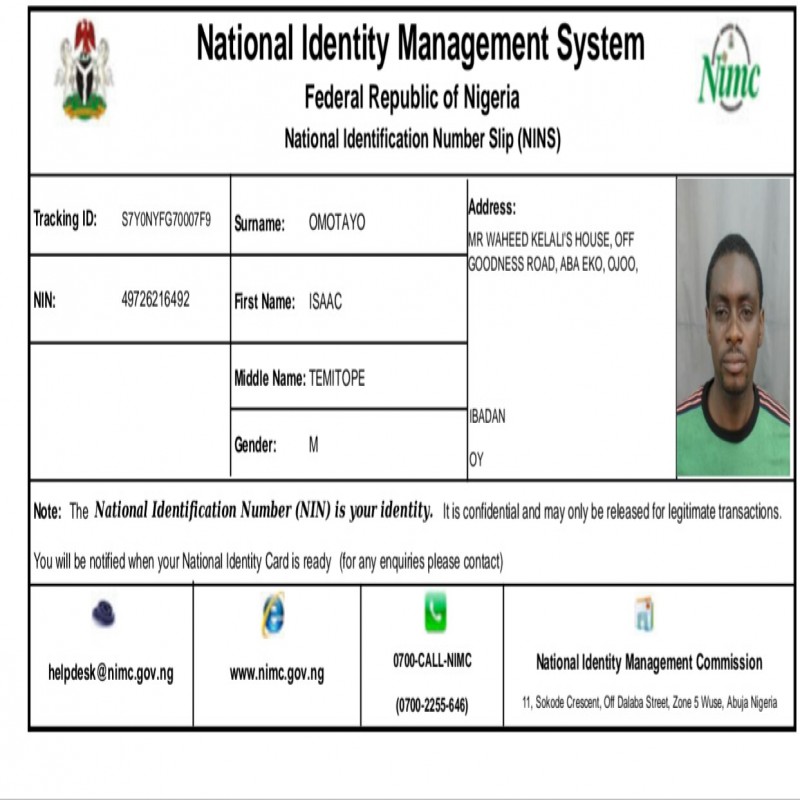 National Identity Management System
Federal Republic of Nigeria
National Identification Number Slip (NINS)
Nimc
Tracking ID: S7Y0NYFG70007F9
Surname: OMOTAYO
Address:
MR WAHEED KELALI'S HOUSE, OFF
GOODNESS ROAD, ABA EKO, OJOO,
NIN: 49726216492
First Name: ISAAC
Middle Name: TEMITOPE
IBADAN
Gender: M
OY
Note: The National Identification Number (NIN) is your identity. It is confidential and may only be released for legitimate transactions.
You will be notified when your National Identity Card is ready (for any enquiries please contact)
helpdesk@nimc.gov.ng
www.nimc.gov.ng
0700-CALL-NIMC
(0700-2255-646)
National Identity Management Commission
11, Sokode Crescent, Off Dalaba Street, Zone 5 Wuse, Abuja Nigeria